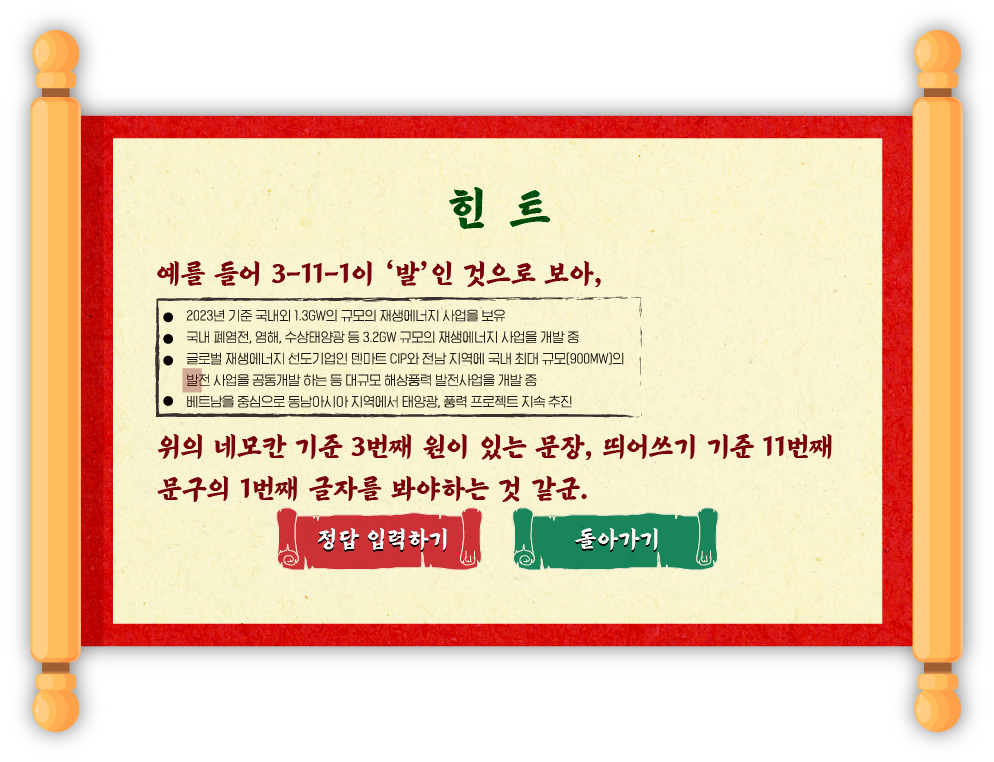 힌 트
예를 들어 3-11-1이 ‘발’인 것으로 보아,
● 2023년 기준 국내외 1.3GW의 규모의 재생에너지 사업을 보유
● 국내 폐염전, 염해, 수상태양광 등 3.2GW 규모의 재생에너지 사업을 개발 중
● 글로벌 재생에너지 선도기업인 덴마트 CIP와 전남 지역에 국내 최대 규모(900MW)의
발전 사업을 공동개발 하는 등 대규모 해상풍력 발전사업을 개발 중
● 베트남을 중심으로 동남아시아 지역에서 태양광, 풍력 프로젝트 지속 추진
위의 네모칸 기준 3번째 원이 있는 문장, 띄어쓰기 기준 11번째
문구의 1번째 글자를 봐야하는 것 같군.
정답 입력하기
돌아가기